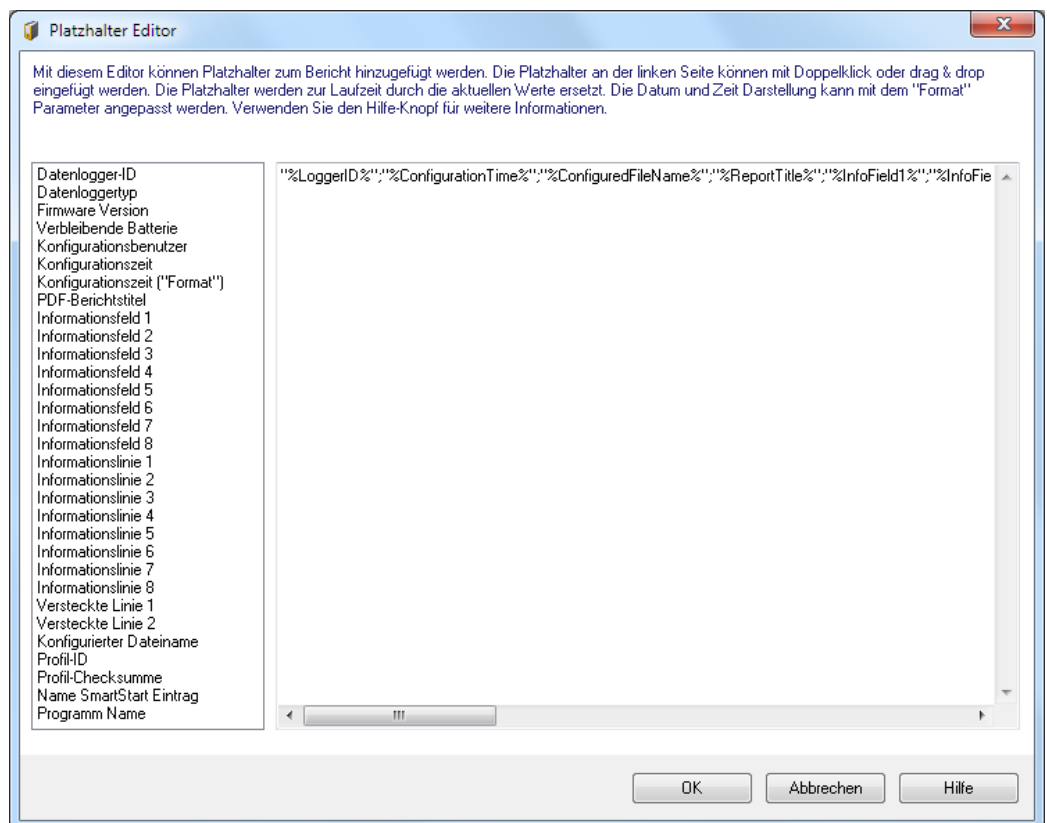 Platzhalter Editor
Mit diesem Editor können Platzhalter zum Bericht hinzugefügt werden. Die Platzhalter an der linken Seite können mit Doppelklick oder drag & drop
eingefügt werden. Die Platzhalter werden zur Laufzeit durch die aktuellen Werte ersetzt. Die Datum und Zeit Darstellung kann mit dem "Format"
Parameter angepasst werden. Verwenden Sie den Hilfe-Knopf für weitere Informationen.
Datenlogger-ID
Datenloggertyp
Firmware Version
Verbleibende Batterie
Konfigurationsbenutzer
Konfigurationszeit
Konfigurationszeit ("Format")
PDF-Berichtstitel
Informationsfeld 1
Informationsfeld 2
Informationsfeld 3
Informationsfeld 4
Informationsfeld 5
Informationsfeld 6
Informationsfeld 7
Informationsfeld 8
Informationslinie 1
Informationslinie 2
Informationslinie 3
Informationslinie 4
Informationslinie 5
Informationslinie 6
Informationslinie 7
Informationslinie 8
Versteckte Linie 1
Versteckte Linie 2
Konfigurierter Dateiname
Profil-ID
Profil-Checksumme
Name SmartStart Eintrag
Programm Name
"%LoggerID%";"%ConfigurationTime%";"%ConfiguredFileName%";"%ReportTitle%";"%InfoField1%";"%InfoFie
OK
Abbrechen
Hilfe